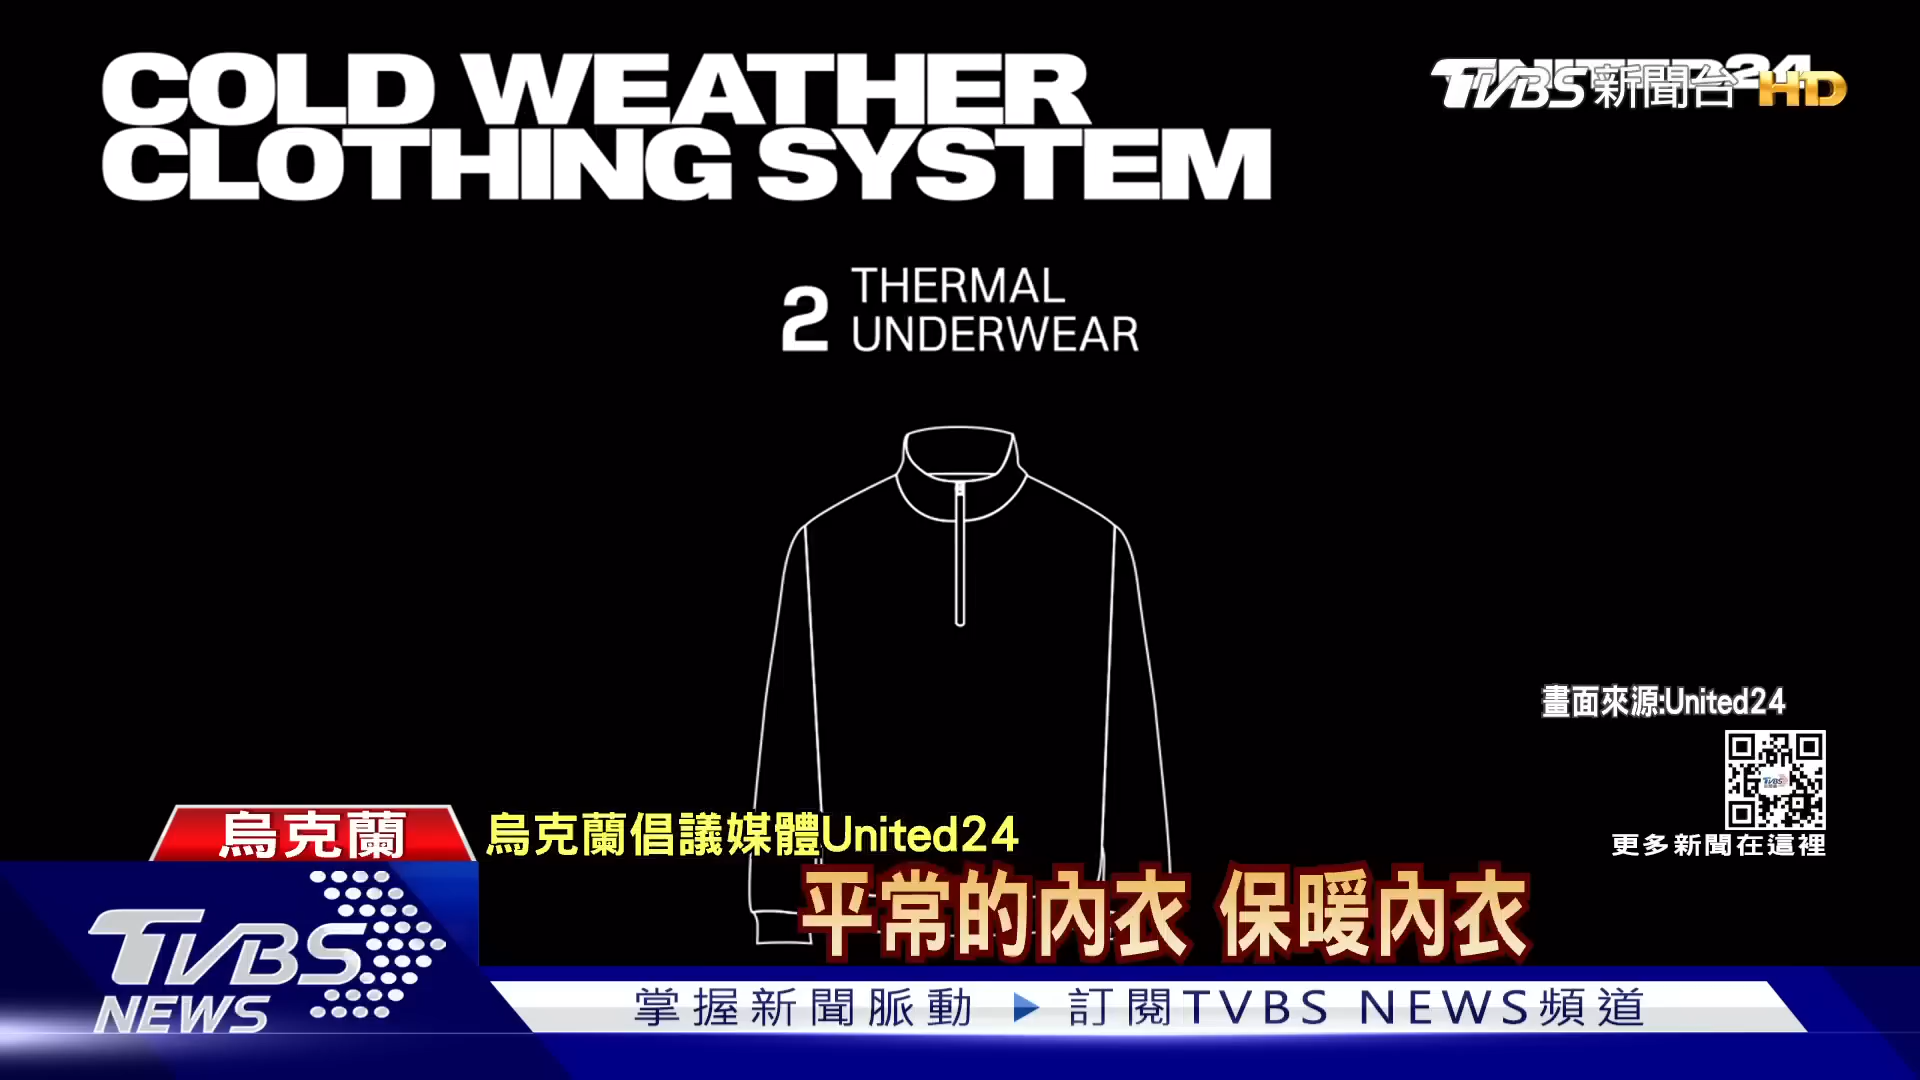 COLD WEATHER
CLOTHING SYSTEM
UNITED24
TVBS新聞台 HD
2 THERMAL
UNDERWEAR
畫面來源:United24
TVBS
更多新聞在這裡
烏克蘭
烏克蘭倡議媒體United24
平常的內衣 保暖內衣
TVBS
NEWS
掌握新聞脈動 訂閱TVBS NEWS頻道